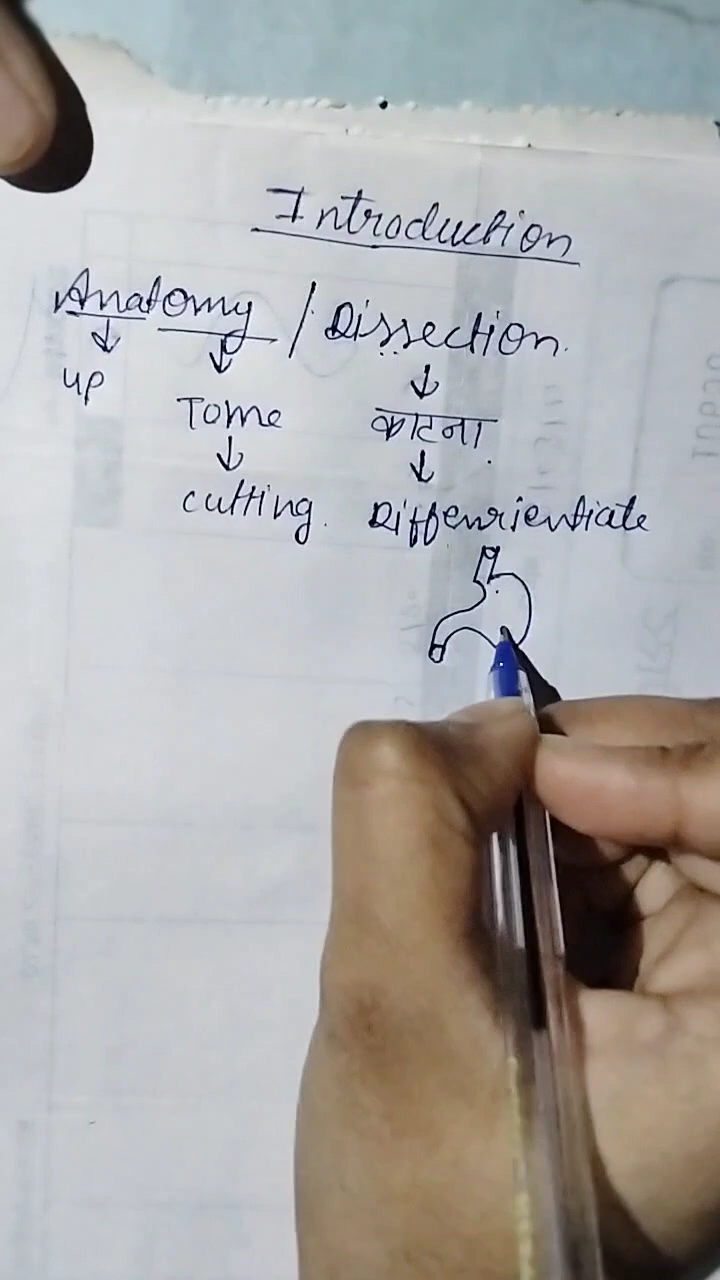 Introduction
Anatomy / Dissection.
up
Tome काटना.
cutting. Differrientiate